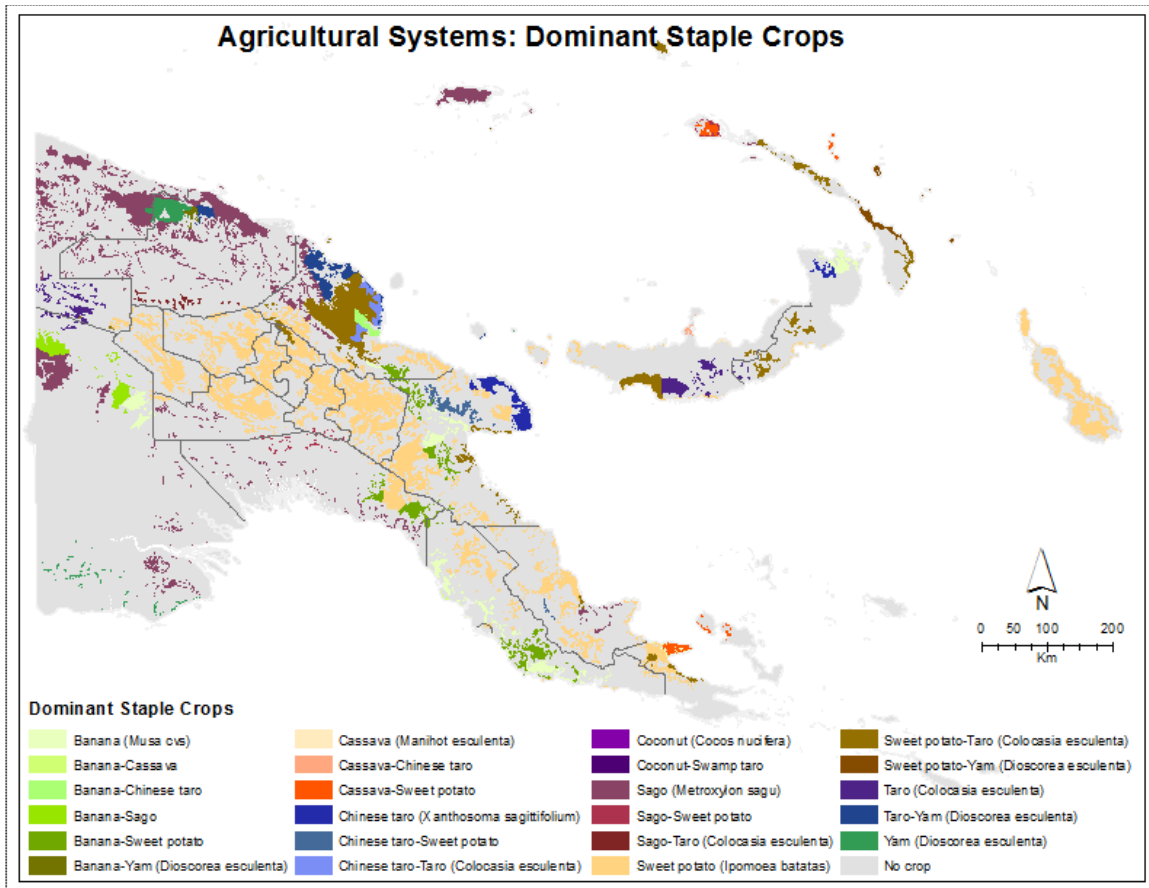 Agricultural Systems: Dominant Staple Crops
N
0 50 100 200
Km
Dominant Staple Crops
Banana (Musa cvs)
Banana-Cassava
Banana-Chinese taro
Banana-Sago
Banana-Sweet potato
Banana-Yam (Dioscorea esculenta)
Cassava (Manihot esculenta)
Cassava-Chinese taro
Cassava-Sweet potato
Chinese taro (Xanthosoma sagittifolium)
Chinese taro-Sweet potato
Chinese taro-Taro (Colocasia esculenta)
Coconut (Cocos nucifera)
Coconut-Swamp taro
Sago (Metroxylon sagu)
Sago-Sweet potato
Sago-Taro (Colocasia esculenta)
Sweet potato (Ipomoea batatas)
Sweet potato-Taro (Colocasia esculenta)
Sweet potato-Yam (Dioscorea esculenta)
Taro (Colocasia esculenta)
Taro-Yam (Dioscorea esculenta)
Yam (Dioscorea esculenta)
No crop